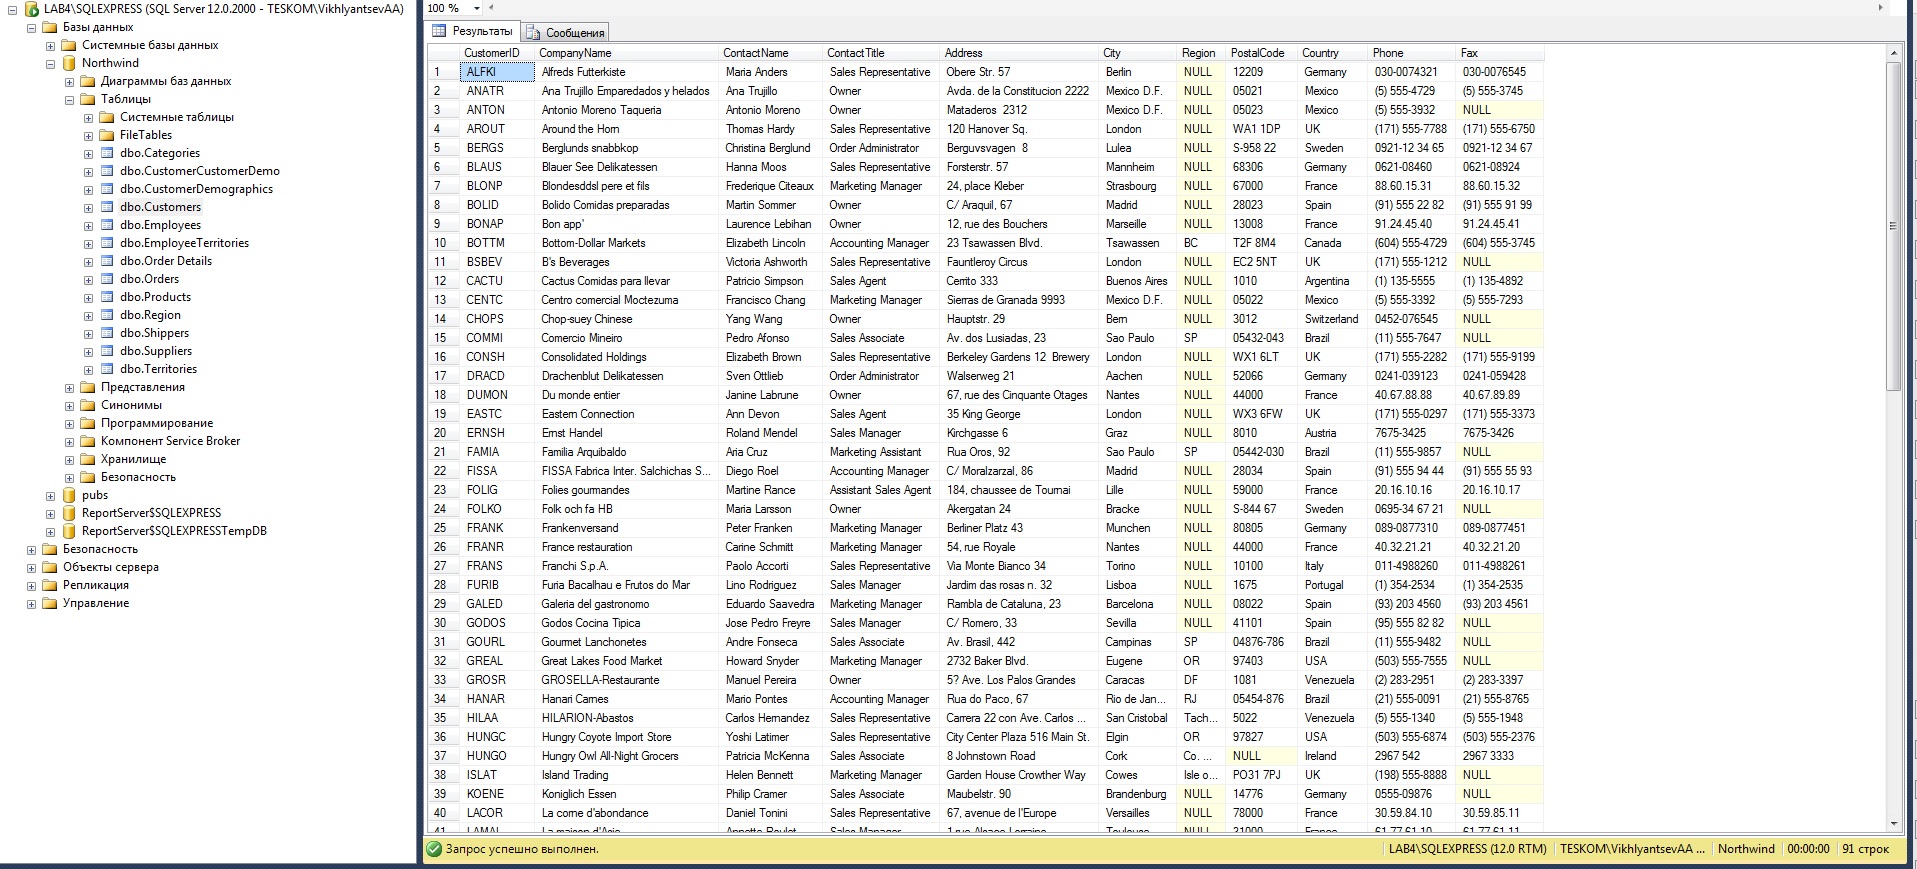 LAB4\SQLEXPRESS (SQL Server 12.0.2000 - TESKOM\VikhlyantsevAA)
Базы данных
Системные базы данных
Northwind
Диаграммы баз данных
Таблицы
Системные таблицы
FileTables
dbo.Categories
dbo.CustomerCustomerDemo
dbo.CustomerDemographics
dbo.Customers
dbo.Employees
dbo.EmployeeTerritories
dbo.Order Details
dbo.Orders
dbo.Products
dbo.Region
dbo.Shippers
dbo.Suppliers
dbo.Territories
Представления
Синонимы
Программирование
Компонент Service Broker
Хранилище
Безопасность
pubs
ReportServer$SQLEXPRESS
ReportServer$SQLEXPRESSTempDB
Безопасность
Объекты сервера
Репликация
Управление
100 %
Результаты Сообщения
CustomerID CompanyName ContactName ContactTitle Address City Region PostalCode Country Phone Fax
1 ALFKI Alfreds Futterkiste Maria Anders Sales Representative Obere Str. 57 Berlin NULL 12209 Germany 030-0074321 030-0076545
2 ANATR Ana Trujillo Emparedados y helados Ana Trujillo Owner Avda. de la Constitucion 2222 Mexico D.F. NULL 05021 Mexico (5) 555-4729 (5) 555-3745
3 ANTON Antonio Moreno Taqueria Antonio Moreno Owner Mataderos  2312 Mexico D.F. NULL 05023 Mexico (5) 555-3932 NULL
4 AROUT Around the Horn Thomas Hardy Sales Representative 120 Hanover Sq. London NULL WA1 1DP UK (171) 555-7788 (171) 555-6750
5 BERGS Berglunds snabbkop Christina Berglund Order Administrator Berguvsvagen  8 Lulea NULL S-958 22 Sweden 0921-12 34 65 0921-12 34 67
6 BLAUS Blauer See Delikatessen Hanna Moos Sales Representative Forsterstr. 57 Mannheim NULL 68306 Germany 0621-08460 0621-08924
7 BLONP Blondesddsl pere et fils Frederique Citeaux Marketing Manager 24, place Kleber Strasbourg NULL 67000 France 88.60.15.31 88.60.15.32
8 BOLID Bolido Comidas preparadas Martin Sommer Owner C/ Araquil, 67 Madrid NULL 28023 Spain (91) 555 22 82 (91) 555 91 99
9 BONAP Bon app' Laurence Lebihan Owner 12, rue des Bouchers Marseille NULL 13008 France 91.24.45.40 91.24.45.41
10 BOTTM Bottom-Dollar Markets Elizabeth Lincoln Accounting Manager 23 Tsawassen Blvd. Tsawassen BC T2F 8M4 Canada (604) 555-4729 (604) 555-3745
11 BSBEV B's Beverages Victoria Ashworth Sales Representative Fauntleroy Circus London NULL EC2 5NT UK (171) 555-1212 NULL
12 CACTU Cactus Comidas para llevar Patricio Simpson Sales Agent Cerrito 333 Buenos Aires NULL 1010 Argentina (1) 135-5555 (1) 135-4892
13 CENTC Centro comercial Moctezuma Francisco Chang Marketing Manager Sierras de Granada 9993 Mexico D.F. NULL 05022 Mexico (5) 555-3392 (5) 555-7293
14 CHOPS Chop-suey Chinese Yang Wang Owner Hauptstr. 29 Bern NULL 3012 Switzerland 0452-076545 NULL
15 COMMI Comercio Mineiro Pedro Afonso Sales Associate Av. dos Lusiadas, 23 Sao Paulo SP 05432-043 Brazil (11) 555-7647 NULL
16 CONSH Consolidated Holdings Elizabeth Brown Sales Representative Berkeley Gardens 12  Brewery London NULL WX1 6LT UK (171) 555-2282 (171) 555-9199
17 DRACD Drachenblut Delikatessen Sven Ottlieb Order Administrator Walserweg 21 Aachen NULL 52066 Germany 0241-039123 0241-059428
18 DUMON Du monde entier Janine Labrune Owner 67, rue des Cinquante Otages Nantes NULL 44000 France 40.67.88.88 40.67.89.89
19 EASTC Eastern Connection Ann Devon Sales Agent 35 King George London NULL WX3 6FW UK (171) 555-0297 (171) 555-3373
20 ERNSH Ernst Handel Roland Mendel Sales Manager Kirchgasse 6 Graz NULL 8010 Austria 7675-3425 7675-3426
21 FAMIA Familia Arquibaldo Aria Cruz Marketing Assistant Rua Oros, 92 Sao Paulo SP 05442-030 Brazil (11) 555-9857 NULL
22 FISSA FISSA Fabrica Inter. Salchichas S... Diego Roel Accounting Manager C/ Moralzarzal, 86 Madrid NULL 28034 Spain (91) 555 94 44 (91) 555 55 93
23 FOLIG Folies gourmandes Martine Rance Assistant Sales Agent 184, chaussee de Tournai Lille NULL 59000 France 20.16.10.16 20.16.10.17
24 FOLKO Folk och fa HB Maria Larsson Owner Akergatan 24 Bracke NULL S-844 67 Sweden 0695-34 67 21 NULL
25 FRANK Frankenversand Peter Franken Marketing Manager Berliner Platz 43 Munchen NULL 80805 Germany 089-0877310 089-0877451
26 FRANR France restauration Carine Schmitt Marketing Manager 54, rue Royale Nantes NULL 44000 France 40.32.21.21 40.32.21.20
27 FRANS Franchi S.p.A. Paolo Accorti Sales Representative Via Monte Bianco 34 Torino NULL 10100 Italy 011-4988260 011-4988261
28 FURIB Furia Bacalhau e Frutos do Mar Lino Rodriguez Sales Manager Jardim das rosas n. 32 Lisboa NULL 1675 Portugal (1) 354-2534 (1) 354-2535
29 GALED Galeria del gastronomo Eduardo Saavedra Marketing Manager Rambla de Cataluna, 23 Barcelona NULL 08022 Spain (93) 203 4560 (93) 203 4561
30 GODOS Godos Cocina Tipica Jose Pedro Freyre Sales Manager C/ Romero, 33 Sevilla NULL 41101 Spain (95) 555 82 82 NULL
31 GOURL Gourmet Lanchonetes Andre Fonseca Sales Associate Av. Brasil, 442 Campinas SP 04876-786 Brazil (11) 555-9482 NULL
32 GREAL Great Lakes Food Market Howard Snyder Marketing Manager 2732 Baker Blvd. Eugene OR 97403 USA (503) 555-7555 NULL
33 GROSR GROSELLA-Restaurante Manuel Pereira Owner 5? Ave. Los Palos Grandes Caracas DF 1081 Venezuela (2) 283-2951 (2) 283-3397
34 HANAR Hanari Carnes Mario Pontes Accounting Manager Rua do Paco, 67 Rio de Jan... RJ 05454-876 Brazil (21) 555-0091 (21) 555-8765
35 HILAA HILARION-Abastos Carlos Hernandez Sales Representative Carrera 22 con Ave. Carlos ... San Cristobal Tach... 5022 Venezuela (5) 555-1340 (5) 555-1948
36 HUNGC Hungry Coyote Import Store Yoshi Latimer Sales Representative City Center Plaza 516 Main St. Elgin OR 97827 USA (503) 555-6874 (503) 555-2376
37 HUNGO Hungry Owl All-Night Grocers Patricia McKenna Sales Associate 8 Johnstown Road Cork Co. ... NULL Ireland 2967 542 2967 3333
38 ISLAT Island Trading Helen Bennett Marketing Manager Garden House Crowther Way Cowes Isle o... PO31 7PJ UK (198) 555-8888 NULL
39 KOENE Koniglich Essen Philip Cramer Sales Associate Maubelstr. 90 Brandenburg NULL 14776 Germany 0555-09876 NULL
40 LACOR La corne d'abondance Daniel Tonini Sales Representative 67, avenue de l'Europe Versailles NULL 78000 France 30.59.84.10 30.59.85.11
41 LAMAI La maison d'Asie Annette Roulet Sales Manager 1 rue Alsace-Lorraine Toulouse NULL 31000 France 61.77.61.10 61.77.61.11
Запрос успешно выполнен. LAB4\SQLEXPRESS (12.0 RTM) TESKOM\VikhlyantsevAA ... Northwind 00:00:00 91 строк